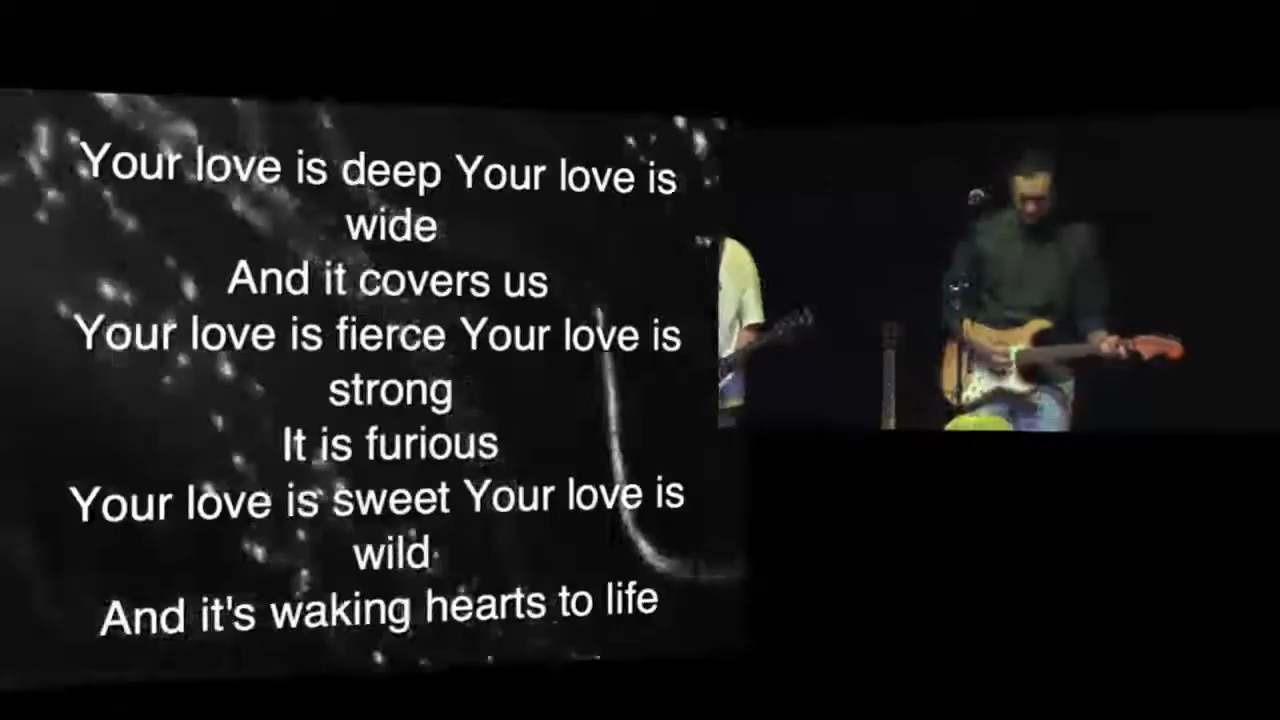 Your love is deep Your love is
wide
And it covers us
Your love is fierce Your love is
strong
It is furious
Your love is sweet Your love is
wild
And it's waking hearts to life